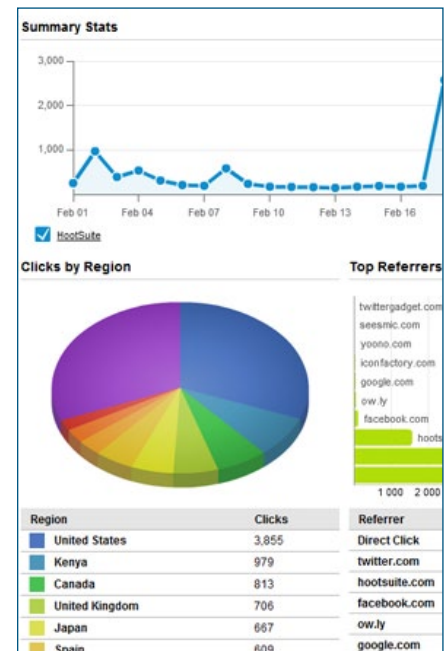 Summary Stats
3,000
2,000
1,000
Feb 01 Feb 04 Feb 07 Feb 10 Feb 13 Feb 16
HootSuite
Clicks by Region
Top Referrers
twittergadget.com
seesmic.com
yoono.com
iconfactory.com
google.com
ow.ly
facebook.com
hoots
1 000 2 000
Region Clicks
United States 3,855
Kenya 979
Canada 813
United Kingdom 706
Japan 667
Spain 609
Referrer
Direct Click
twitter.com
hootsuite.com
facebook.com
ow.ly
google.com